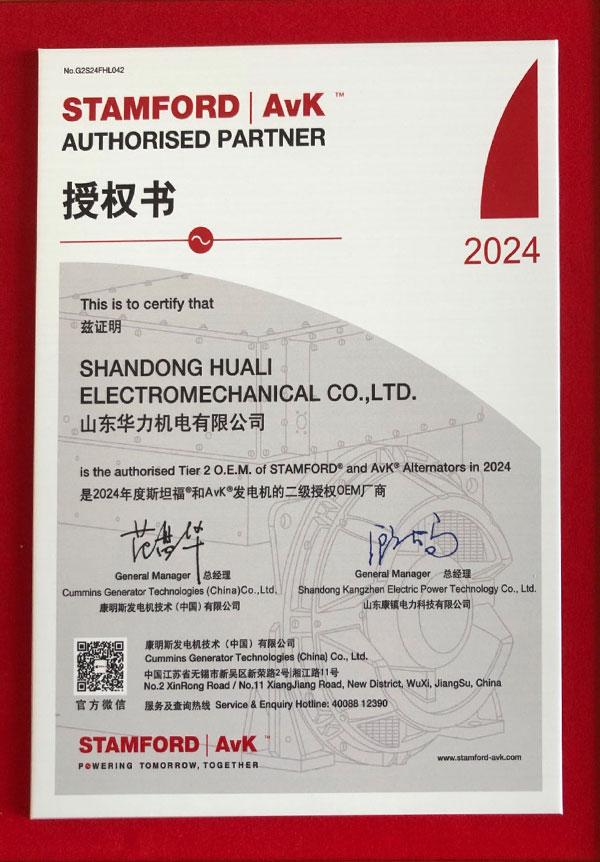 No.G2S24FHL042
STAMFORD | AvK ™
AUTHORISED PARTNER
授权书
2024
This is to certify that
兹证明
SHANDONG HUALI
ELECTROMECHANICAL CO.,LTD.
山东华力机电有限公司
is the authorised Tier 2 O.E.M. of STAMFORD® and AvK® Alternators in 2024
是2024年度斯坦福®和AvK®发电机的二级授权OEM厂商
General Manager 总经理
Cummins Generator Technologies (China)Co.,Ltd.
康明斯发电机技术（中国）有限公司
General Manager 总经理
Shandong Kangzhen Electric Power Technology Co., Ltd.
山东康镇电力科技有限公司
官方微信
康明斯发电机技术（中国）有限公司
Cummins Generator Technologies (China) Co., Ltd.
中国江苏省无锡市新吴区新荣路2号|湘江路11号
No.2 XinRong Road / No.11 XiangJiang Road, New District, WuXi, JiangSu, China
服务及查询热线 Service & Enquiry Hotline: 40088 12390
STAMFORD | AvK ™
POWERING TOMORROW, TOGETHER
www.stamford-avk.com